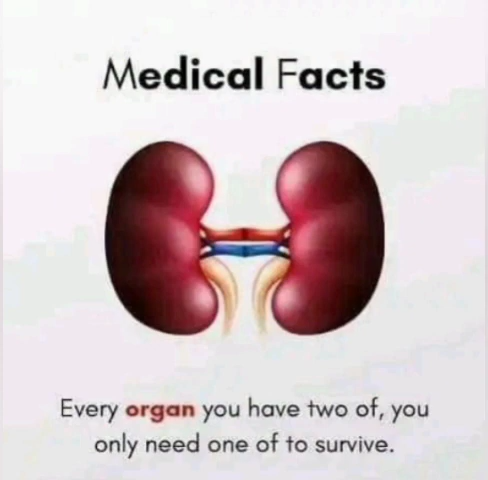 Medical Facts
Every organ you have two of, you
only need one of to survive.